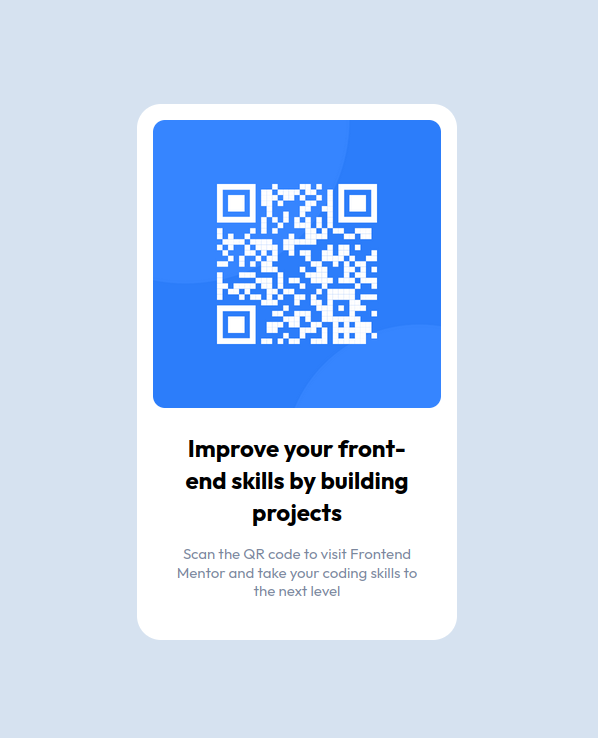 Improve your front-
end skills by building
projects
Scan the QR code to visit Frontend
Mentor and take your coding skills to
the next level